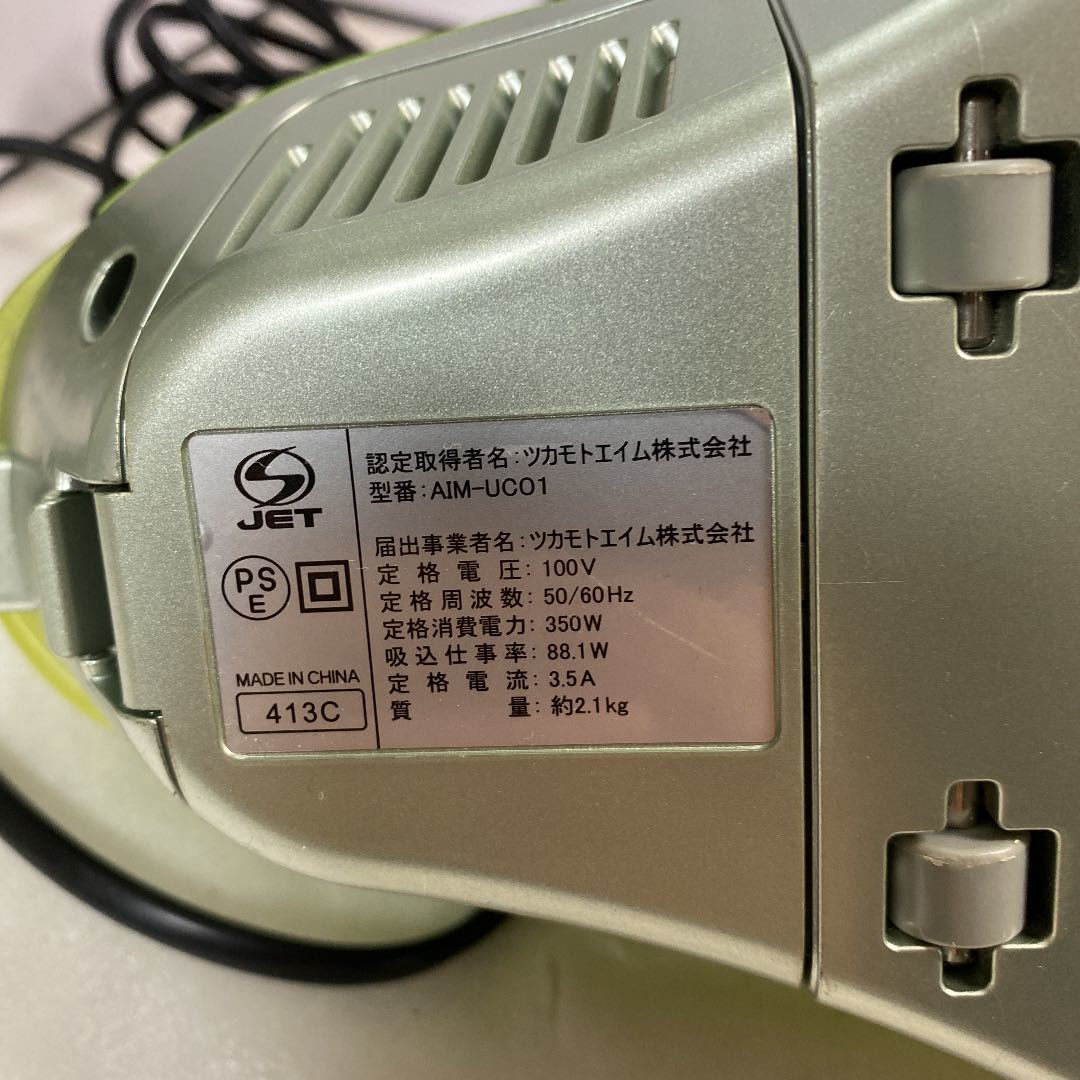 JET
PS
E
MADE IN CHINA
413C
認定取得者名:ツカモトエイム株式会社
型番:AIM-UC01
届出事業者名:ツカモトエイム株式会社
定格電圧:100V
定格周波数:50/60Hz
定格消費電力:350W
吸込仕事率:88.1W
定格電流:3.5A
質量:約2.1kg